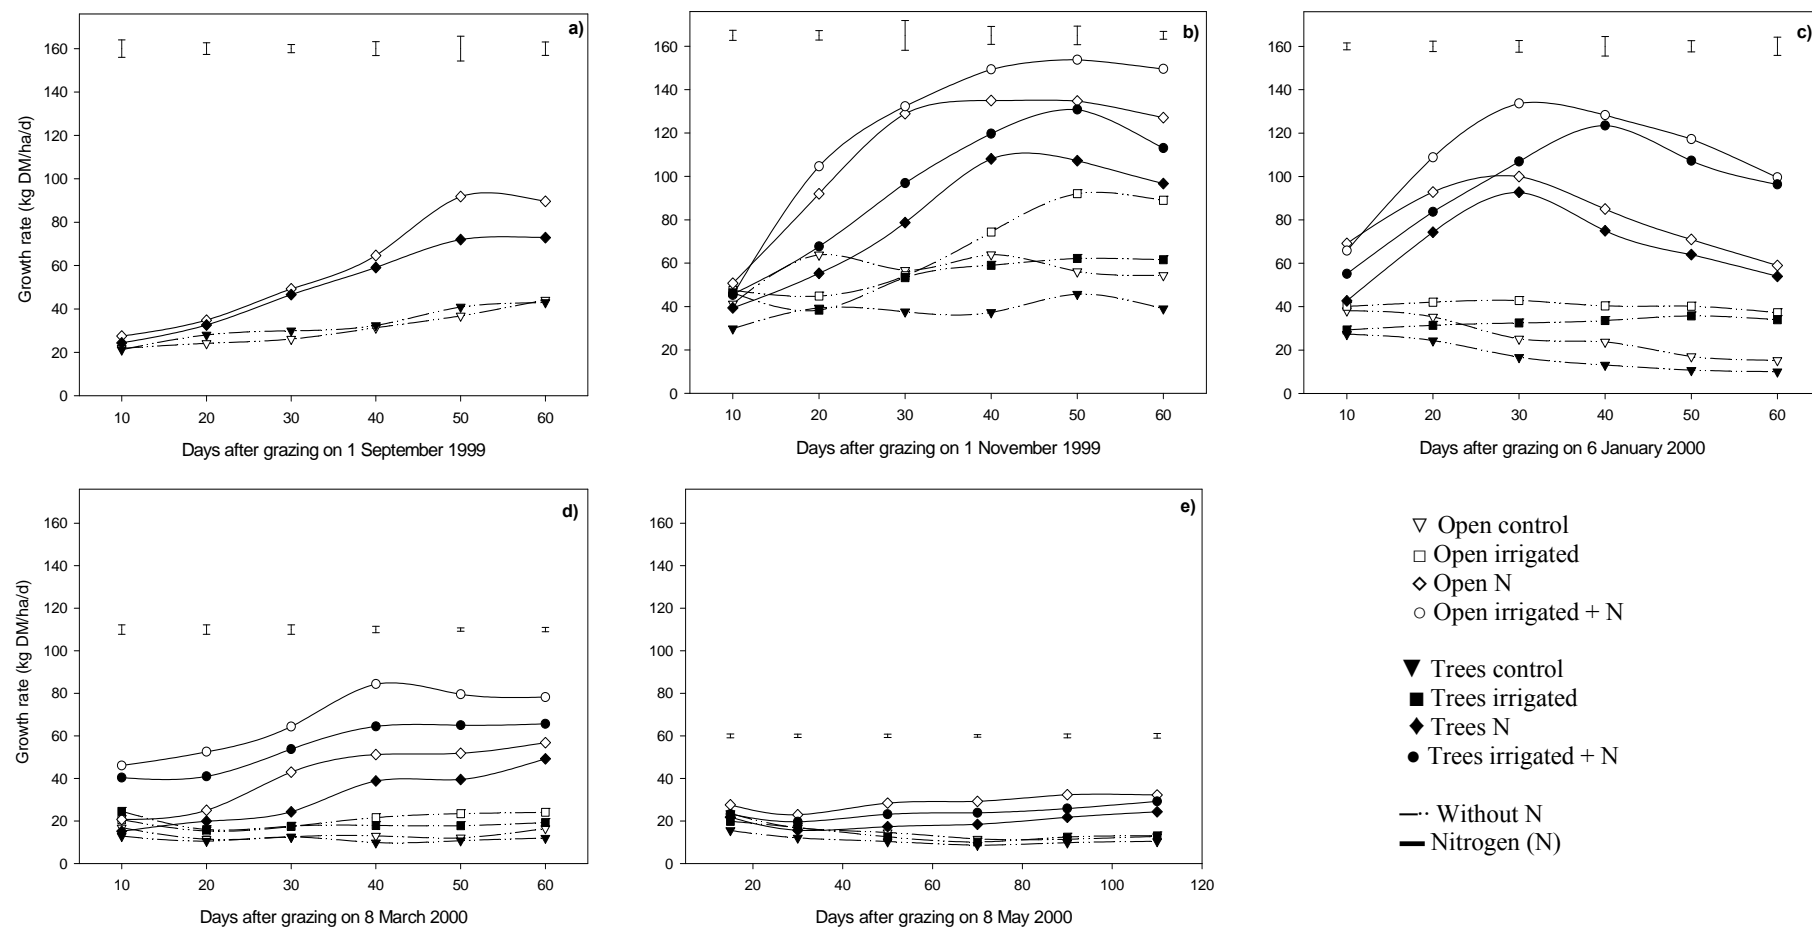 a)
Growth rate (kg DM/ha/d)
160
140
120
100
80
60
40
20
0
10 20 30 40 50 60
Days after grazing on 1 September 1999
b)
160
140
120
100
80
60
40
20
0
10 20 30 40 50 60
Days after grazing on 1 November 1999
c)
160
140
120
100
80
60
40
20
0
10 20 30 40 50 60
Days after grazing on 6 January 2000
d)
Growth rate (kg DM/ha/d)
160
140
120
100
80
60
40
20
0
10 20 30 40 50 60
Days after grazing on 8 March 2000
e)
160
140
120
100
80
60
40
20
0
20 40 60 80 100 120
Days after grazing on 8 May 2000
Open control
Open irrigated
Open N
Open irrigated + N
Trees control
Trees irrigated
Trees N
Trees irrigated + N
Without N
Nitrogen (N)